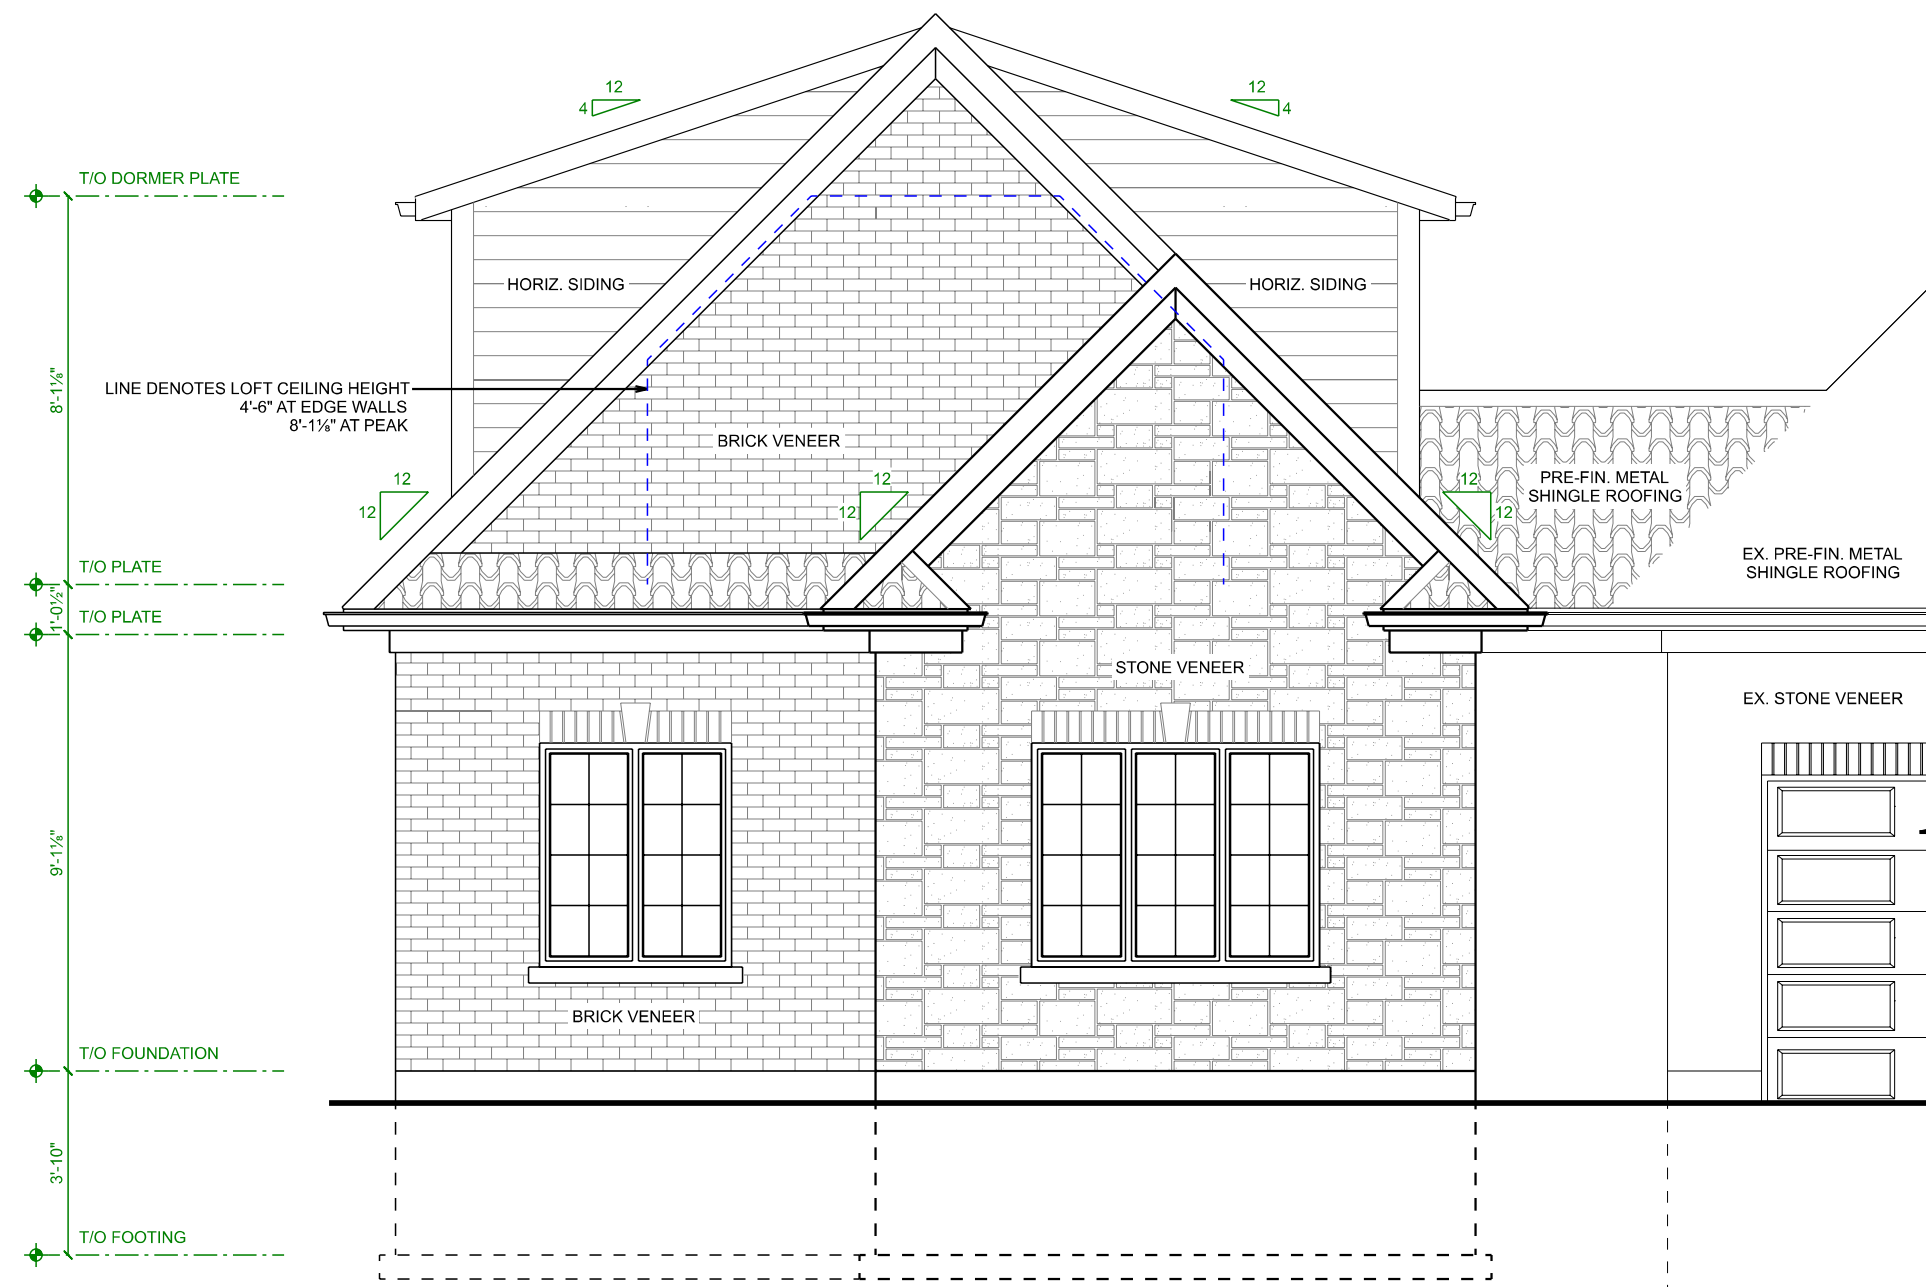 12
4
12
4
T/O DORMER PLATE
HORIZ. SIDING
HORIZ. SIDING
8'-1⅛"
LINE DENOTES LOFT CEILING HEIGHT
4'-6" AT EDGE WALLS
8'-1⅛" AT PEAK
BRICK VENEER
12
12
12
12
12
12
PRE-FIN. METAL
SHINGLE ROOFING
EX. PRE-FIN. METAL
SHINGLE ROOFING
T/O PLATE
1'-0½"
T/O PLATE
STONE VENEER
EX. STONE VENEER
9'-1⅛"
BRICK VENEER
T/O FOUNDATION
3'-10"
T/O FOOTING